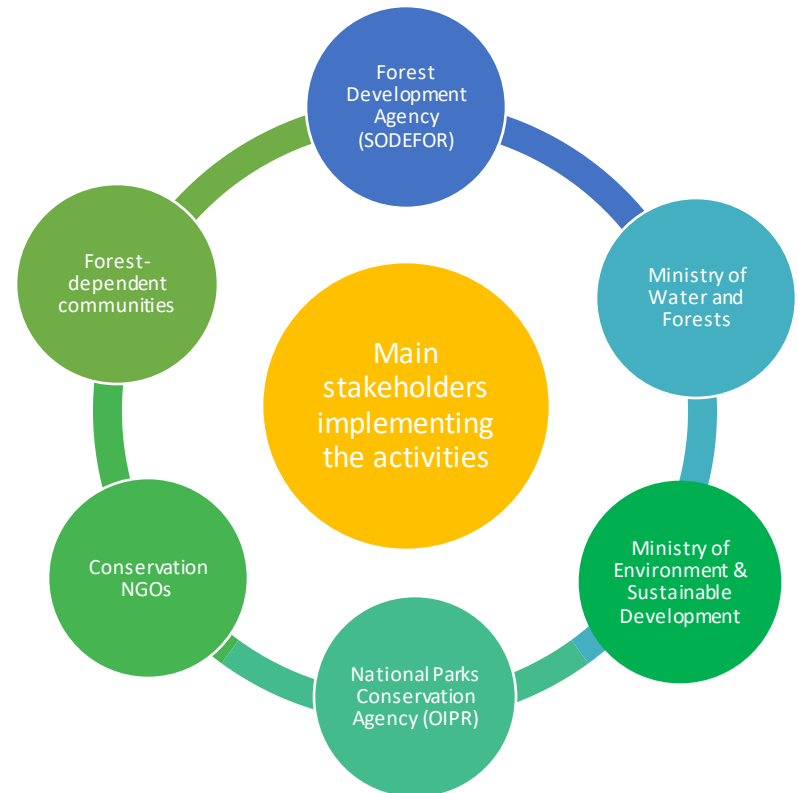 Forest
Development
Agency
(SODEFOR)
Ministry of
Water and
Forests
Ministry of
Environment &
Sustainable
Development
National Parks
Conservation
Agency (OIPR)
Conservation
NGOs
Forest-
dependent
communities
Main
stakeholders
implementing
the activities